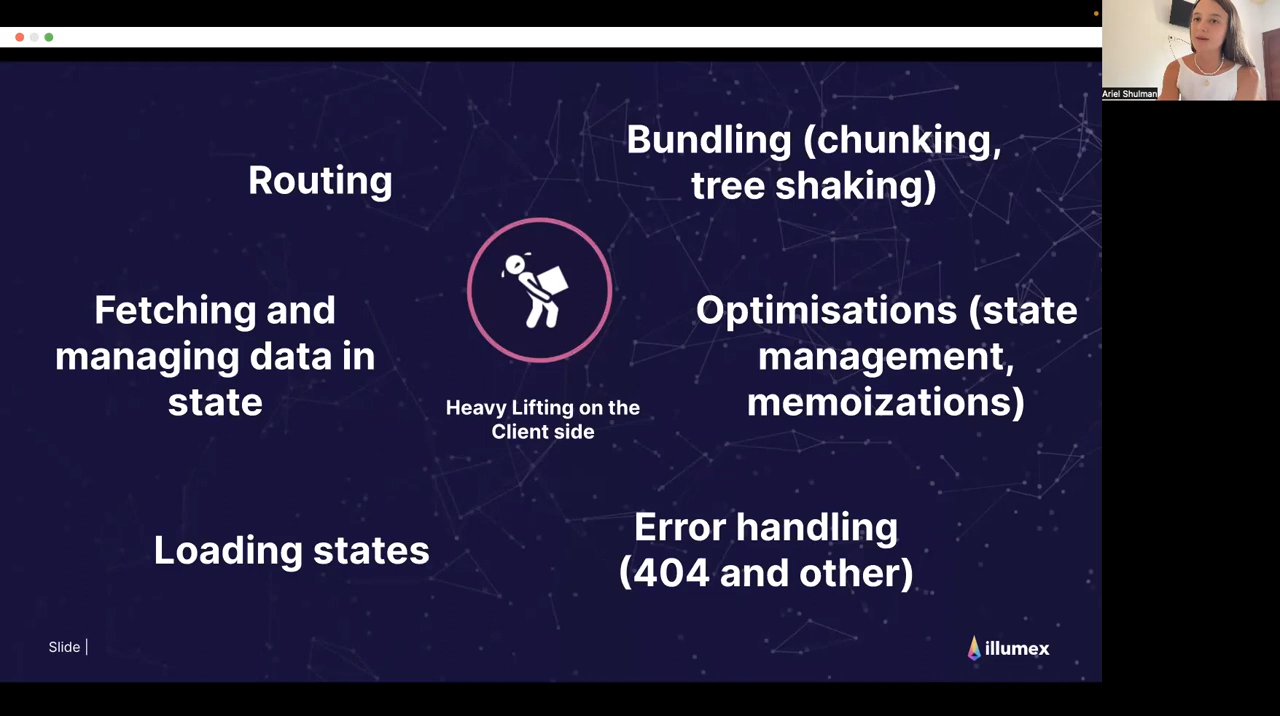 Ariel Shulman
Routing
Bundling (chunking,
tree shaking)
Fetching and
managing data in
state
Heavy Lifting on the
Client side
Optimisations (state
management,
memoizations)
Loading states
Error handling
(404 and other)
Slide |
illumex